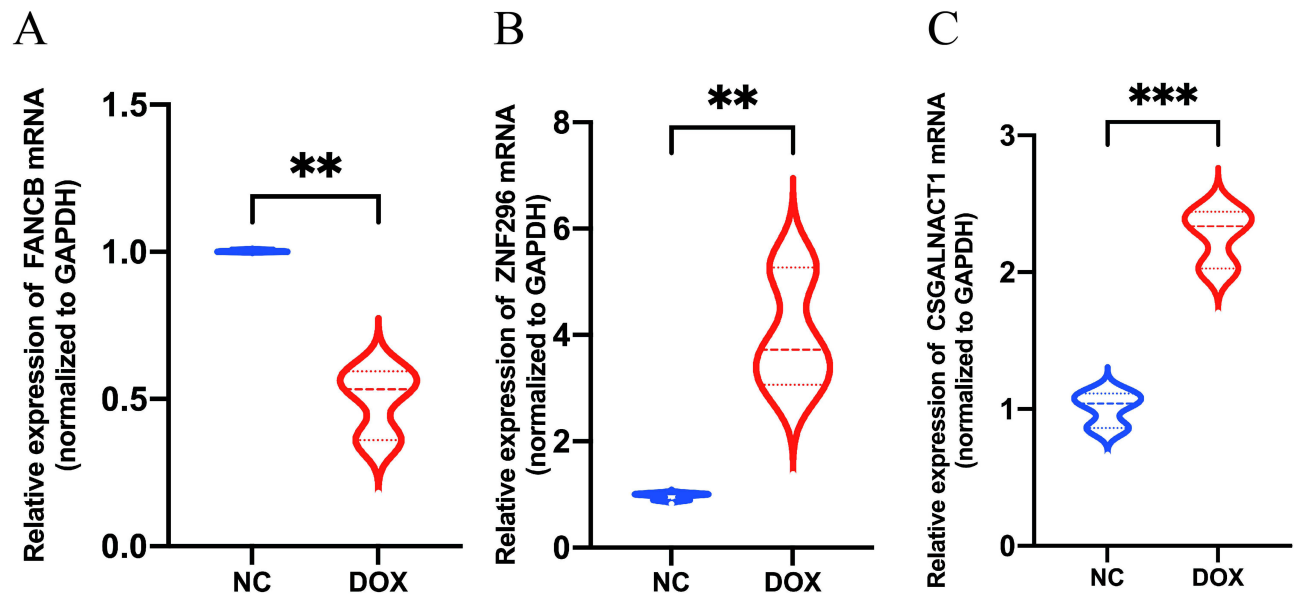 A
Relative expression of FANCB mRNA
(normalized to GAPDH)
1.5
1.0
0.5
0.0
**
NC
DOX
B
Relative expression of ZNF296 mRNA
(normalized to GAPDH)
8
6
4
2
0
**
NC
DOX
C
Relative expression of CSGALNACT1 mRNA
(normalized to GAPDH)
3
2
1
0
***
NC
DOX